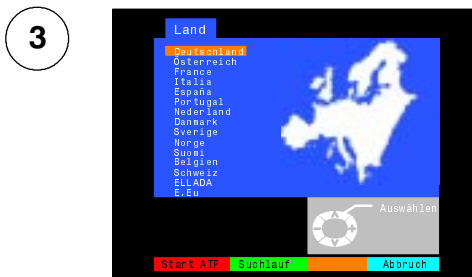 3
Land
Deutschland
Österreich
France
Italia
España
Portugal
Nederland
Danmark
Sverige
Norge
Suomi
Belgien
Schweiz
ELLADA
E.Eu
Auswählen
Start ATP Suchlauf Abbruch